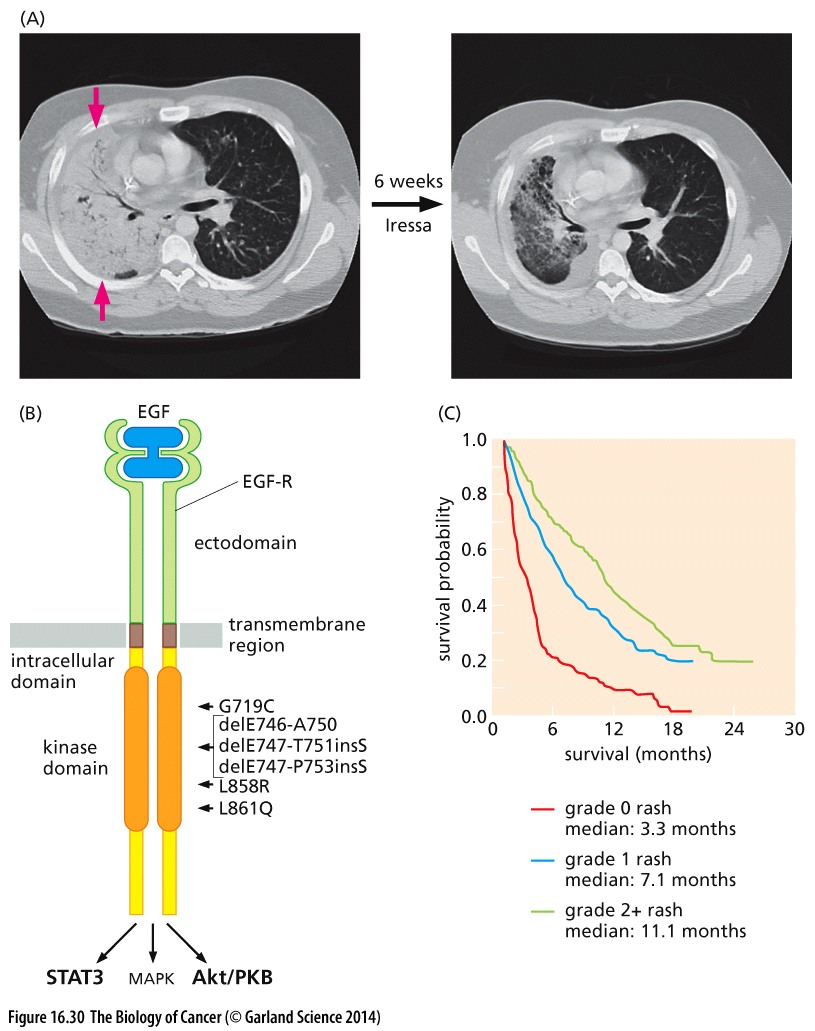 (A)
6 weeks
Iressa
(B)
EGF
EGF-R
ectodomain
transmembrane
region
intracellular
domain
kinase
domain
G719C
delE746-A750
delE747-T751insS
delE747-P753insS
L858R
L861Q
STAT3
MAPK
Akt/PKB
(C)
survival probability
1.0
0.8
0.6
0.4
0.2
0.0
0
6
12
18
24
30
survival (months)
grade 0 rash
median: 3.3 months
grade 1 rash
median: 7.1 months
grade 2+ rash
median: 11.1 months
Figure 16.30 The Biology of Cancer (© Garland Science 2014)